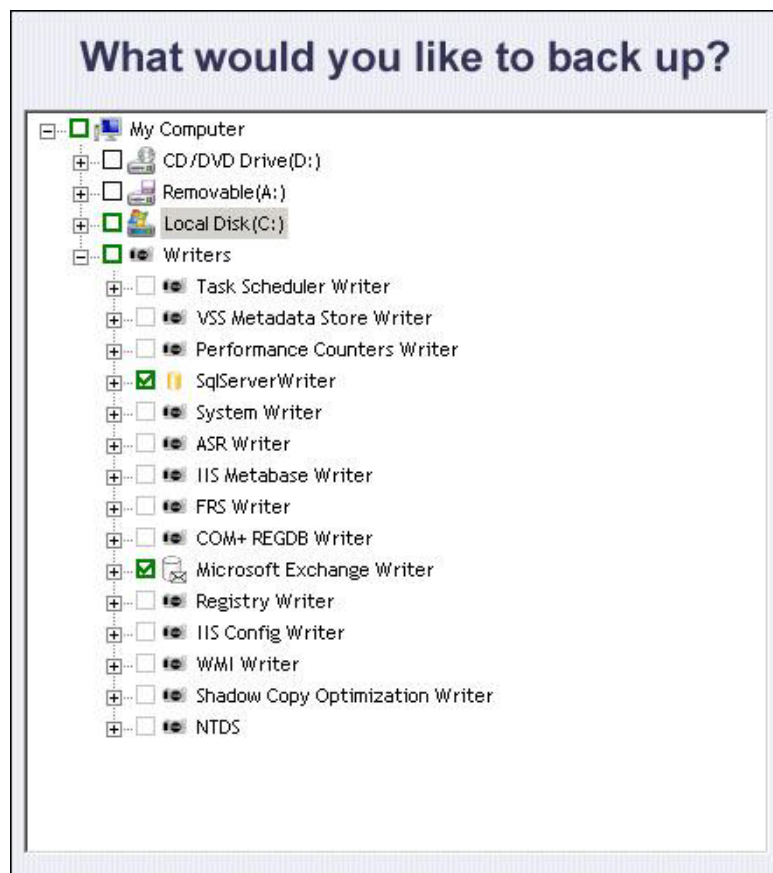 What would you like to back up?
My Computer
CD/DVD Drive(D:)
Removable(A:)
Local Disk(C:)
Writers
Task Scheduler Writer
VSS Metadata Store Writer
Performance Counters Writer
SqlServerWriter
System Writer
ASR Writer
IIS Metabase Writer
FRS Writer
COM+ REGDB Writer
Microsoft Exchange Writer
Registry Writer
IIS Config Writer
WMI Writer
Shadow Copy Optimization Writer
NTDS